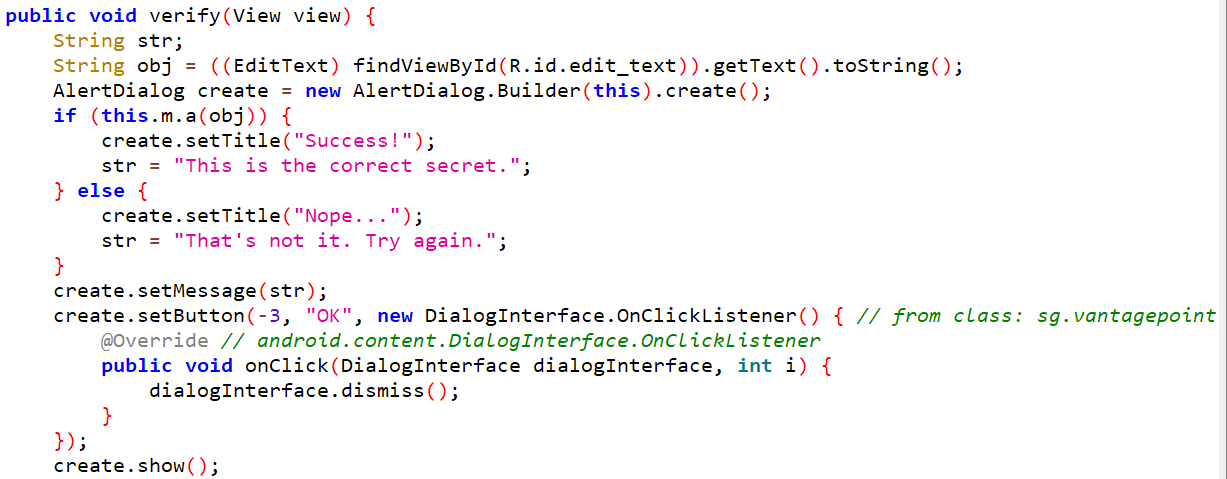 public void verify(View view) {
    String str;
    String obj = ((EditText) findViewById(R.id.edit_text)).getText().toString();
    AlertDialog create = new AlertDialog.Builder(this).create();
    if (this.m.a(obj)) {
        create.setTitle("Success!");
        str = "This is the correct secret.";
    } else {
        create.setTitle("Nope...");
        str = "That's not it. Try again.";
    }
    create.setMessage(str);
    create.setButton(-3, "OK", new DialogInterface.OnClickListener() { // from class: sg.vantagepoint
        @Override // android.content.DialogInterface.OnClickListener
        public void onClick(DialogInterface dialogInterface, int i) {
            dialogInterface.dismiss();
        }
    });
    create.show();